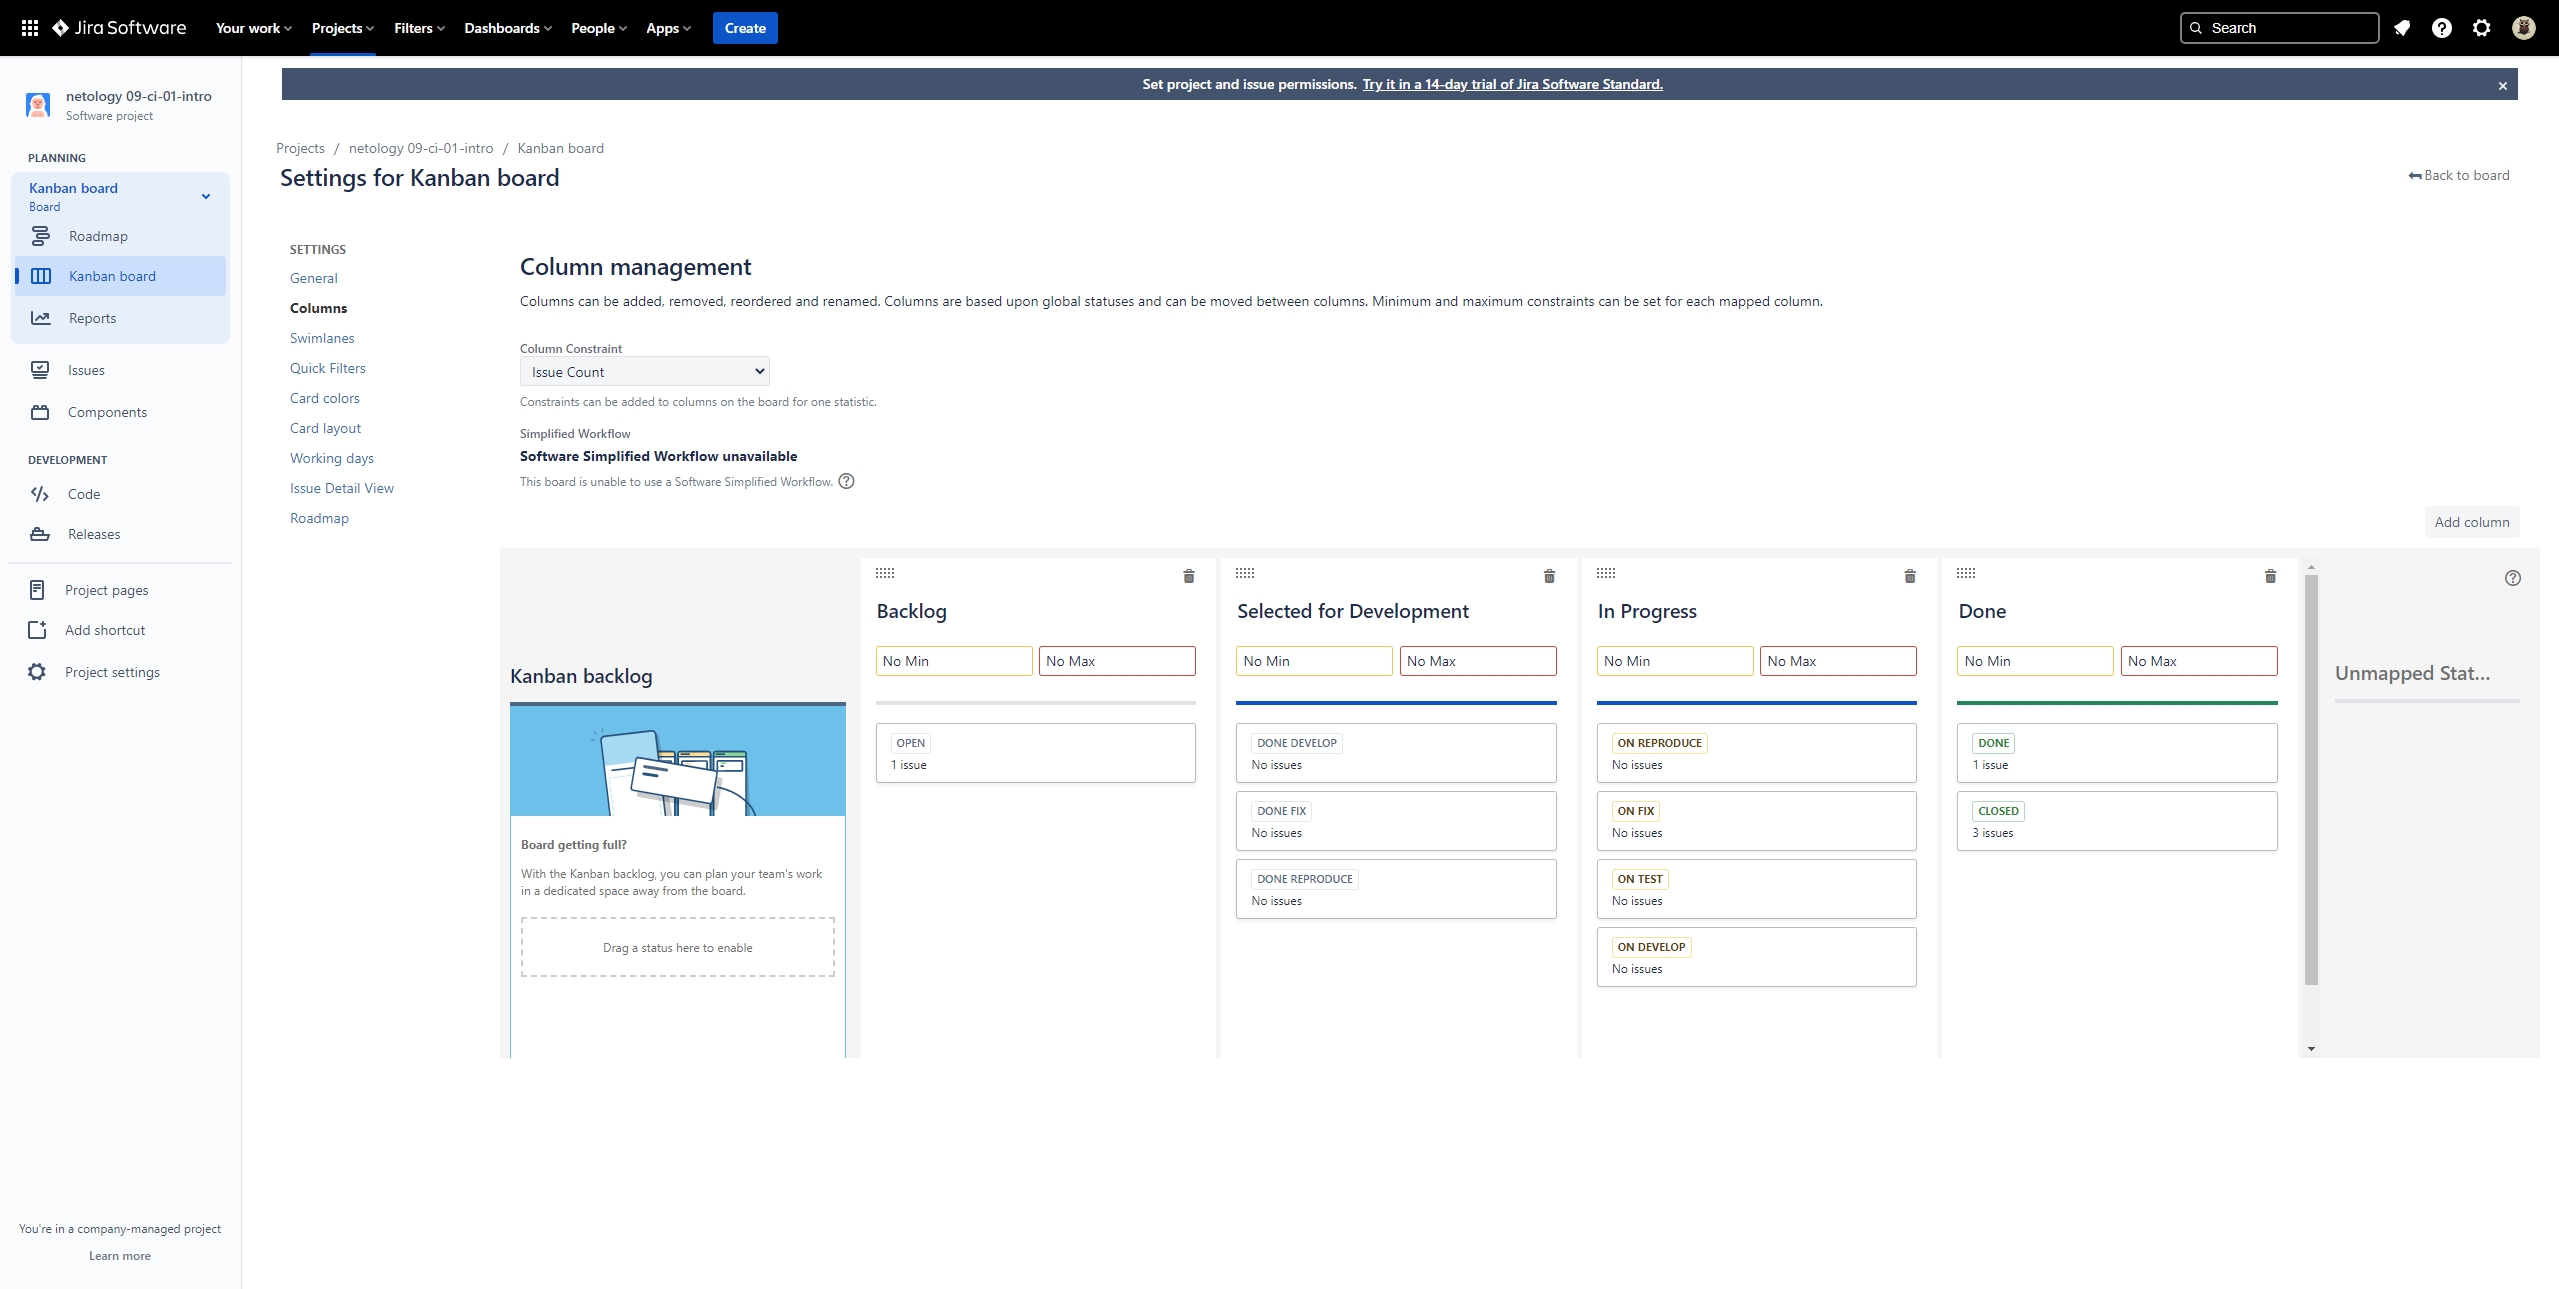 Jira Software Your work Projects Filters Dashboards People Apps Create Search
netology 09-ci-01-intro
Software project
PLANNING
Kanban board
Board
Roadmap
Kanban board
Reports
Issues
Components
DEVELOPMENT
Code
Releases
Project pages
Add shortcut
Project settings
You're in a company-managed project
Learn more
Set project and issue permissions. Try it in a 14-day trial of Jira Software Standard.
Projects / netology 09-ci-01-intro / Kanban board
Settings for Kanban board
Back to board
SETTINGS
General
Columns
Swimlanes
Quick Filters
Card colors
Card layout
Working days
Issue Detail View
Roadmap
Column management
Columns can be added, removed, reordered and renamed. Columns are based upon global statuses and can be moved between columns. Minimum and maximum constraints can be set for each mapped column.
Column Constraint
Issue Count
Constraints can be added to columns on the board for one statistic.
Simplified Workflow
Software Simplified Workflow unavailable
This board is unable to use a Software Simplified Workflow.
Add column
Kanban backlog
Board getting full?
With the Kanban backlog, you can plan your team's work
in a dedicated space away from the board.
Drag a status here to enable
Backlog
No Min No Max
OPEN
1 issue
Selected for Development
No Min No Max
DONE DEVELOP
No issues
DONE FIX
No issues
DONE REPRODUCE
No issues
In Progress
No Min No Max
ON REPRODUCE
No issues
ON FIX
No issues
ON TEST
No issues
ON DEVELOP
No issues
Done
No Min No Max
DONE
1 issue
CLOSED
3 issues
Unmapped Stat...